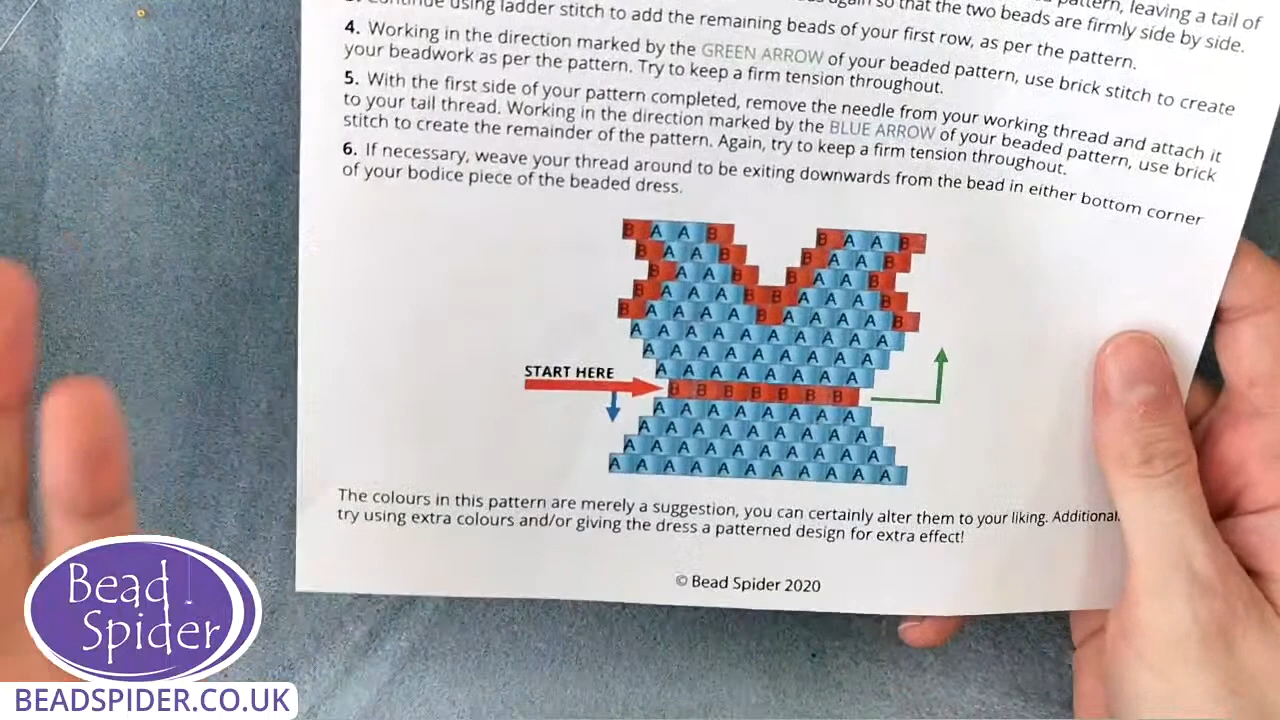 using ladder stitch to add the remaining beads of your first row, as per the pattern.
again so that the two beads are firmly side by side.
pattern, leaving a tail of
4. Working in the direction marked by the GREEN ARROW of your beaded pattern, use brick stitch to create
your beadwork as per the pattern. Try to keep a firm tension throughout.
5. With the first side of your pattern completed, remove the needle from your working thread and attach it
to your tail thread. Working in the direction marked by the BLUE ARROW of your beaded pattern, use brick
stitch to create the remainder of the pattern. Again, try to keep a firm tension throughout.
6. If necessary, weave your thread around to be exiting downwards from the bead in either bottom corner
of your bodice piece of the beaded dress.
B A A B B A A B
B A A B B A A B
B A A B B A A B
B A A A B B A A A B
B A A A A B A A A A B
A A A A A A A A A A
A A A A A A A A A
A A A A A A A A
START HERE
B B B B B B B
A A A A A A A A
A A A A A A A A A
A A A A A A A A A A
A A A A A A A A A A A
The colours in this pattern are merely a suggestion, you can certainly alter them to your liking. Additional
try using extra colours and/or giving the dress a patterned design for extra effect!
© Bead Spider 2020
Bead
Spider
BEADSPIDER.CO.UK